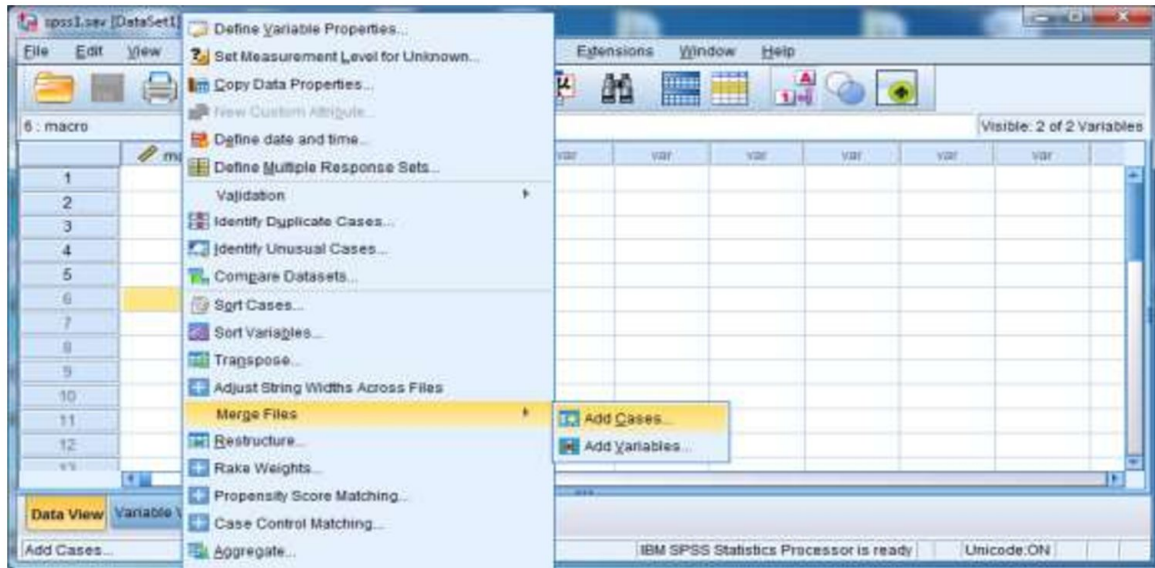 spss1.sav [DataSet1]
File Edit View Extensions Window Help
6 : macro
Visible: 2 of 2 Variables
var var var var var var
1
2
3
4
5
6
7
8
9
10
11
12
13
Define Variable Properties...
Set Measurement Level for Unknown...
Copy Data Properties...
New Custom Attribute...
Define date and time...
Define Multiple Response Sets...
Validation
Identify Duplicate Cases...
Identify Unusual Cases...
Compare Datasets...
Sort Cases...
Sort Variables...
Transpose...
Adjust String Widths Across Files
Merge Files
Restructure...
Rake Weights...
Propensity Score Matching...
Case Control Matching...
Aggregate...
Add Cases...
Add Variables...
Data View Variable V
Add Cases...
IBM SPSS Statistics Processor is ready
Unicode:ON